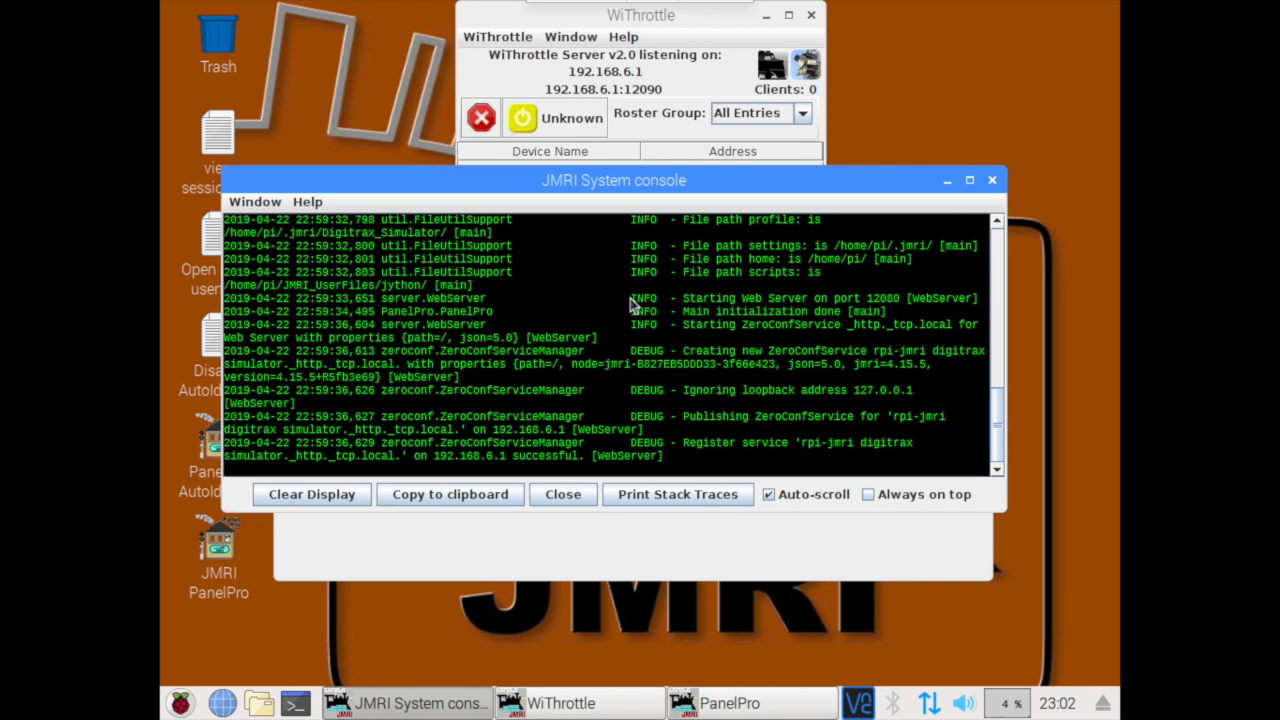 Trash
vie
sessio
Open
user
Disa
Autold
Pane
Autold
JMRI
PanelPro
WiThrottle
WiThrottle Window Help
WiThrottle Server v2.0 listening on:
192.168.6.1
192.168.6.1:12090
Clients: 0
Unknown
Roster Group: All Entries
Device Name Address
JMRI System console
Window Help
2019-04-22 22:59:32,798 util.FileUtilSupport INFO - File path profile: is
/home/pi/.jmri/Digitrax_Simulator/ [main]
2019-04-22 22:59:32,800 util.FileUtilSupport INFO - File path settings: is /home/pi/.jmri/ [main]
2019-04-22 22:59:32,801 util.FileUtilSupport INFO - File path home: is /home/pi/ [main]
2019-04-22 22:59:32,803 util.FileUtilSupport INFO - File path scripts: is
/home/pi/JMRI_UserFiles/jython/ [main]
2019-04-22 22:59:33,651 server.WebServer INFO - Starting Web Server on port 12080 [WebServer]
2019-04-22 22:59:34,495 PanelPro.PanelPro INFO - Main initialization done [main]
2019-04-22 22:59:36,604 server.WebServer INFO - Starting ZeroConfService _http._tcp.local for
Web Server with properties {path=/, json=5.0} [WebServer]
2019-04-22 22:59:36,613 zeroconf.ZeroConfServiceManager DEBUG - Creating new ZeroConfService rpi-jmri digitrax
simulator._http._tcp.local. with properties {path=/, node=jmri-B827EB5DDD33-3f66e423, json=5.0, jmri=4.15.5,
version=4.15.5+R5fb3e69} [WebServer]
2019-04-22 22:59:36,626 zeroconf.ZeroConfServiceManager DEBUG - Ignoring loopback address 127.0.0.1
[WebServer]
2019-04-22 22:59:36,627 zeroconf.ZeroConfServiceManager DEBUG - Publishing ZeroConfService for 'rpi-jmri
digitrax simulator._http._tcp.local.' on 192.168.6.1 [WebServer]
2019-04-22 22:59:36,629 zeroconf.ZeroConfServiceManager DEBUG - Register service 'rpi-jmri digitrax
simulator._http._tcp.local.' on 192.168.6.1 successful. [WebServer]
Clear Display Copy to clipboard Close Print Stack Traces Auto-scroll Always on top
JMRI
JMRI System cons... WiThrottle PanelPro 4 % 23:02